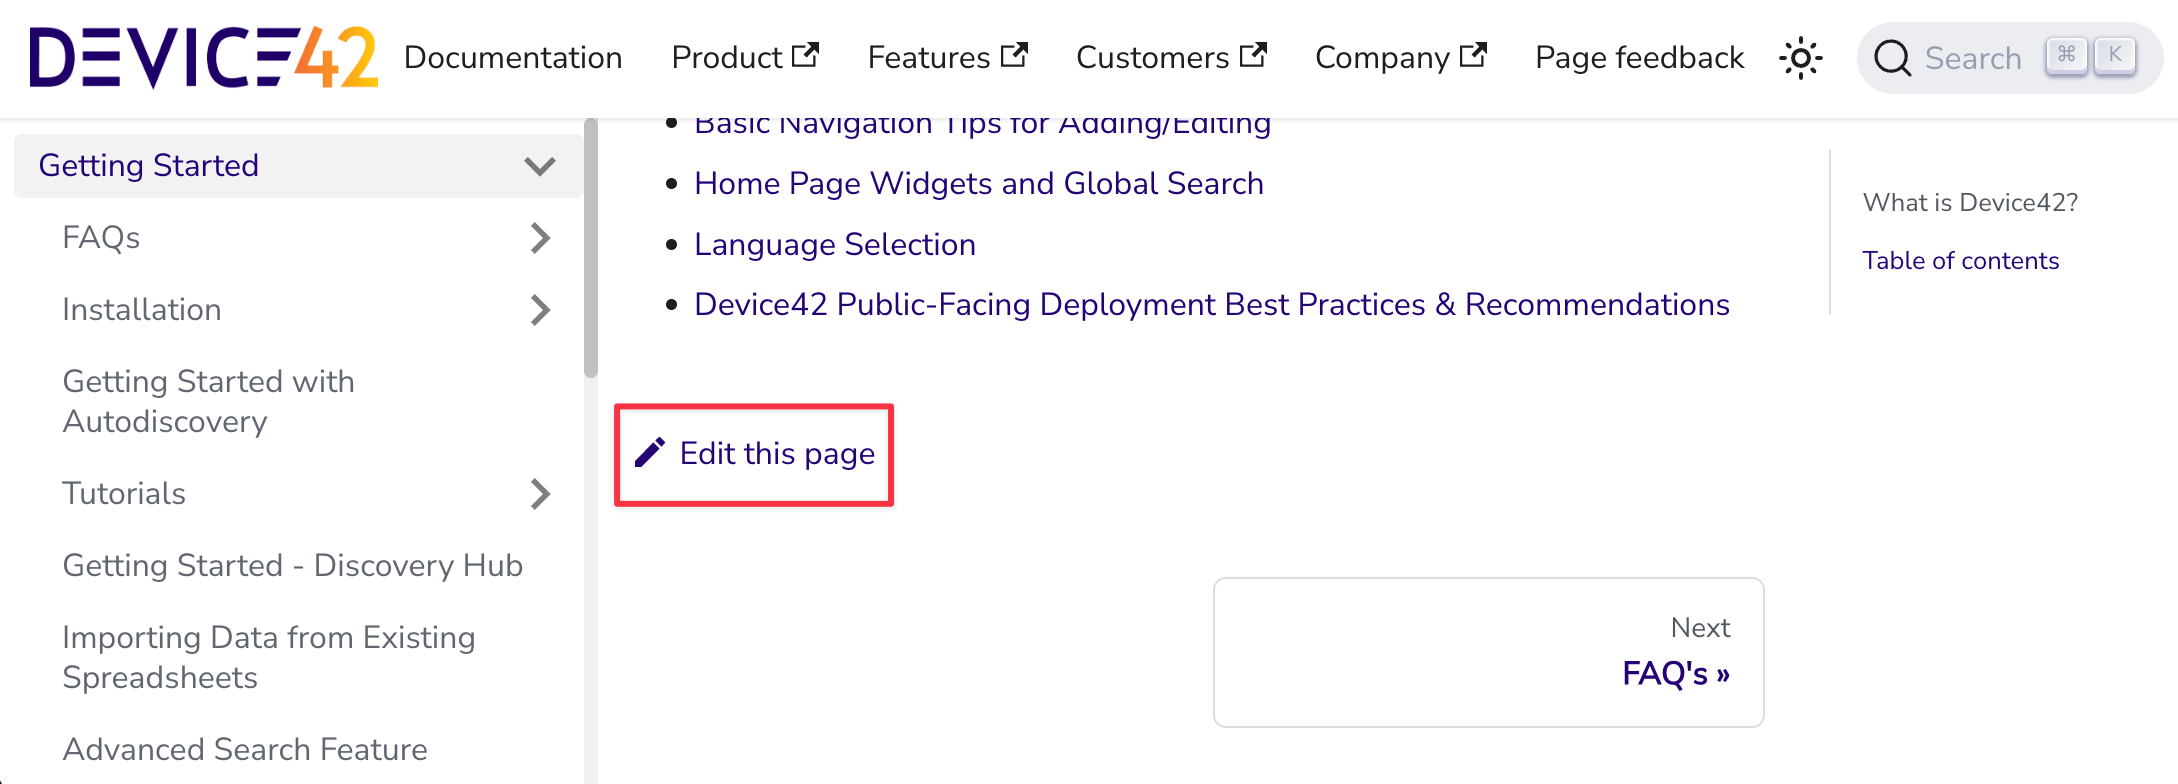 DEVICE42 Documentation Product Features Customers Company Page feedback Search ⌘ K
Getting Started
FAQs
Installation
Getting Started with
Autodiscovery
Tutorials
Getting Started - Discovery Hub
Importing Data from Existing
Spreadsheets
Advanced Search Feature
Basic Navigation Tips for Adding/Editing
Home Page Widgets and Global Search
Language Selection
Device42 Public-Facing Deployment Best Practices & Recommendations
Edit this page
Next
FAQ's »
What is Device42?
Table of contents